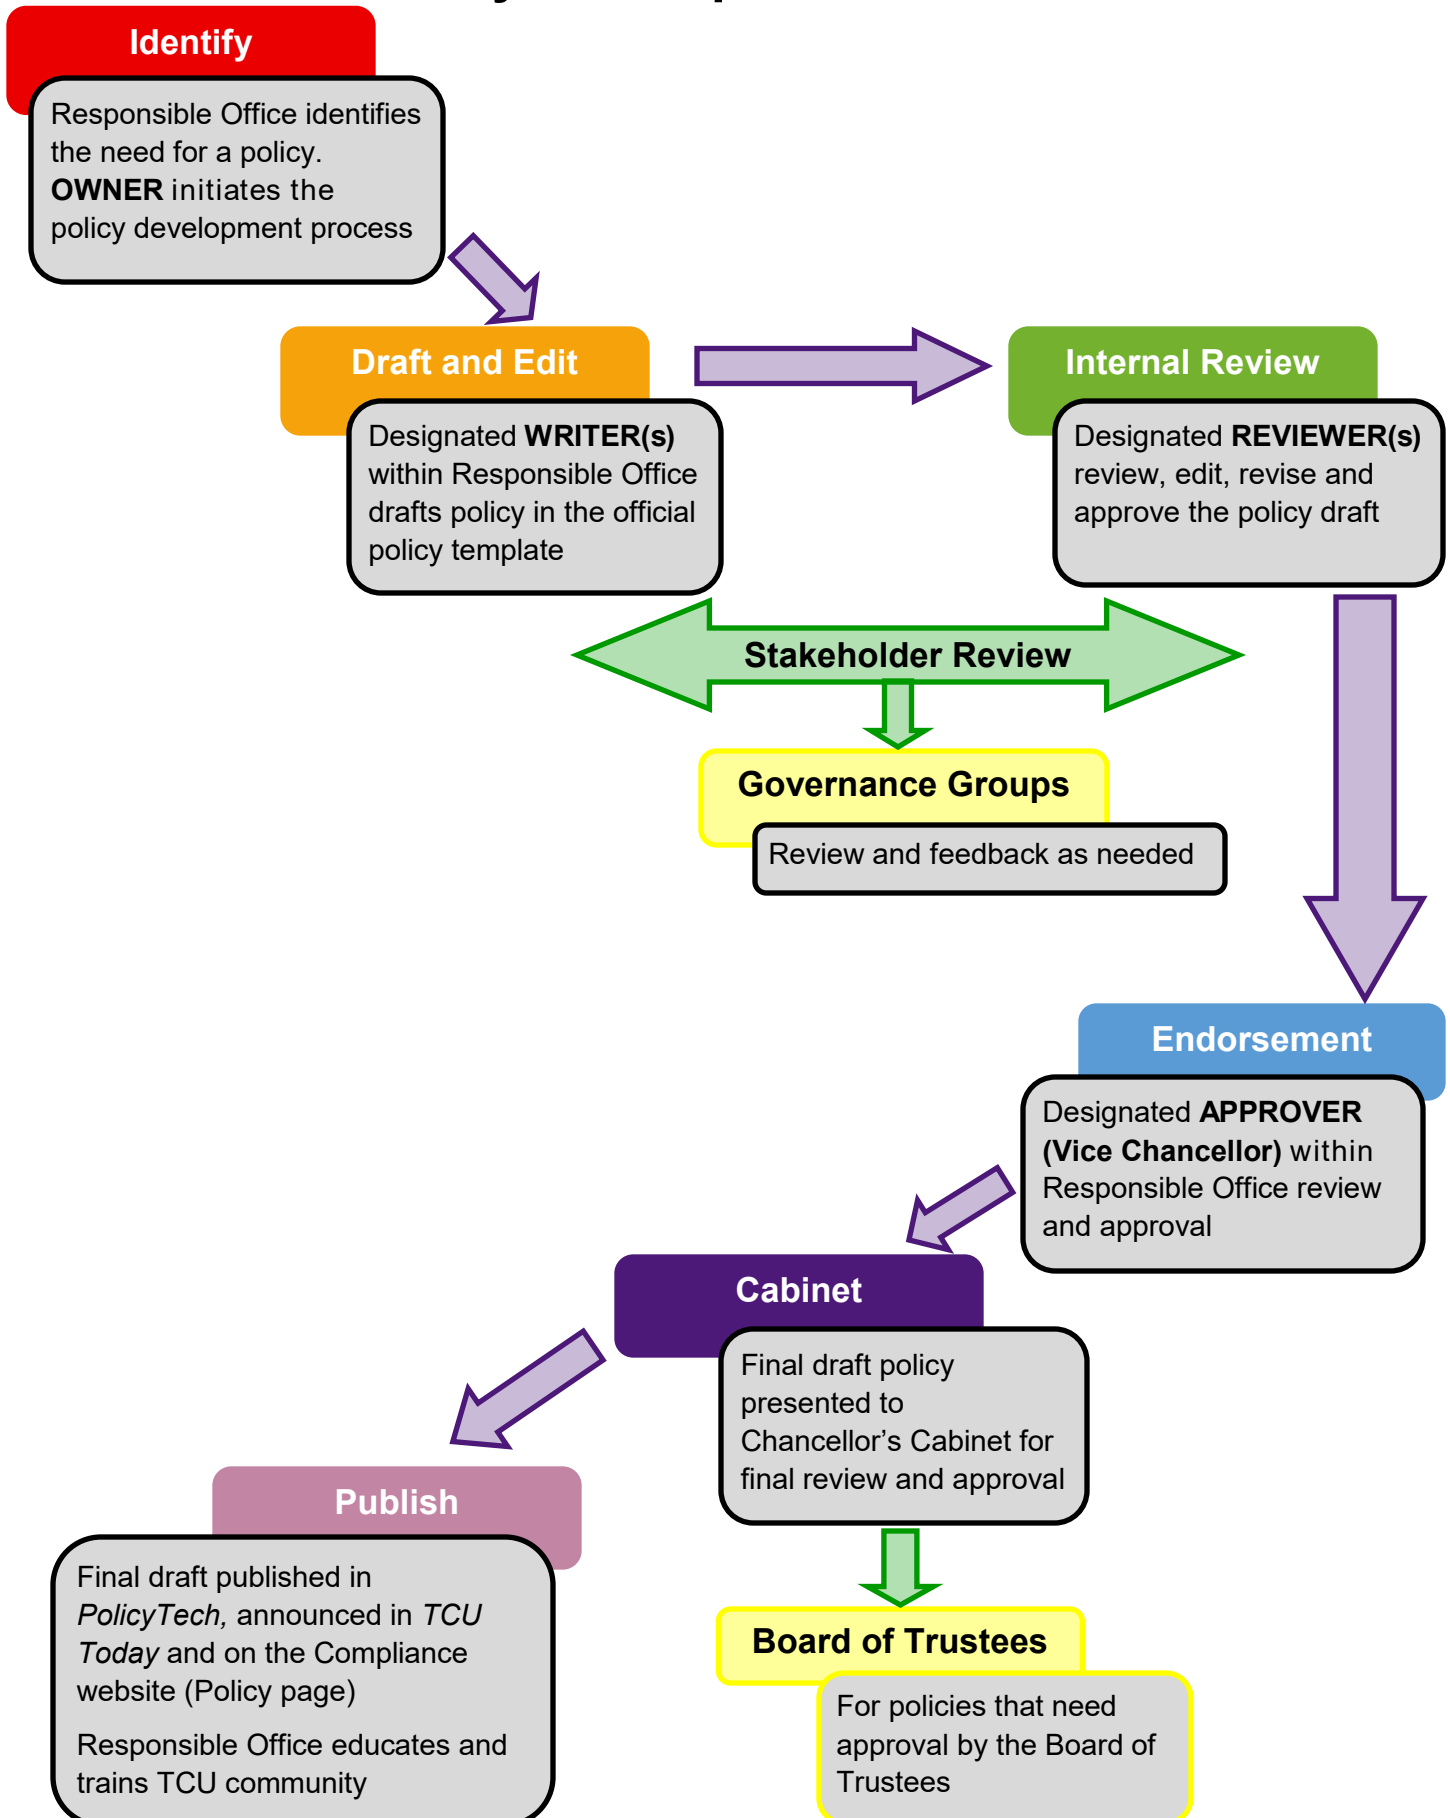 Identify
Responsible Office identifies
the need for a policy.
OWNER initiates the
policy development process
Draft and Edit
Designated WRITER(s)
within Responsible Office
drafts policy in the official
policy template
Internal Review
Designated REVIEWER(s)
review, edit, revise and
approve the policy draft
Stakeholder Review
Governance Groups
Review and feedback as needed
Endorsement
Designated APPROVER
(Vice Chancellor) within
Responsible Office review
and approval
Cabinet
Final draft policy
presented to
Chancellor’s Cabinet for
final review and approval
Publish
Final draft published in
PolicyTech, announced in TCU
Today and on the Compliance
website (Policy page)
Responsible Office educates and
trains TCU community
Board of Trustees
For policies that need
approval by the Board of
Trustees